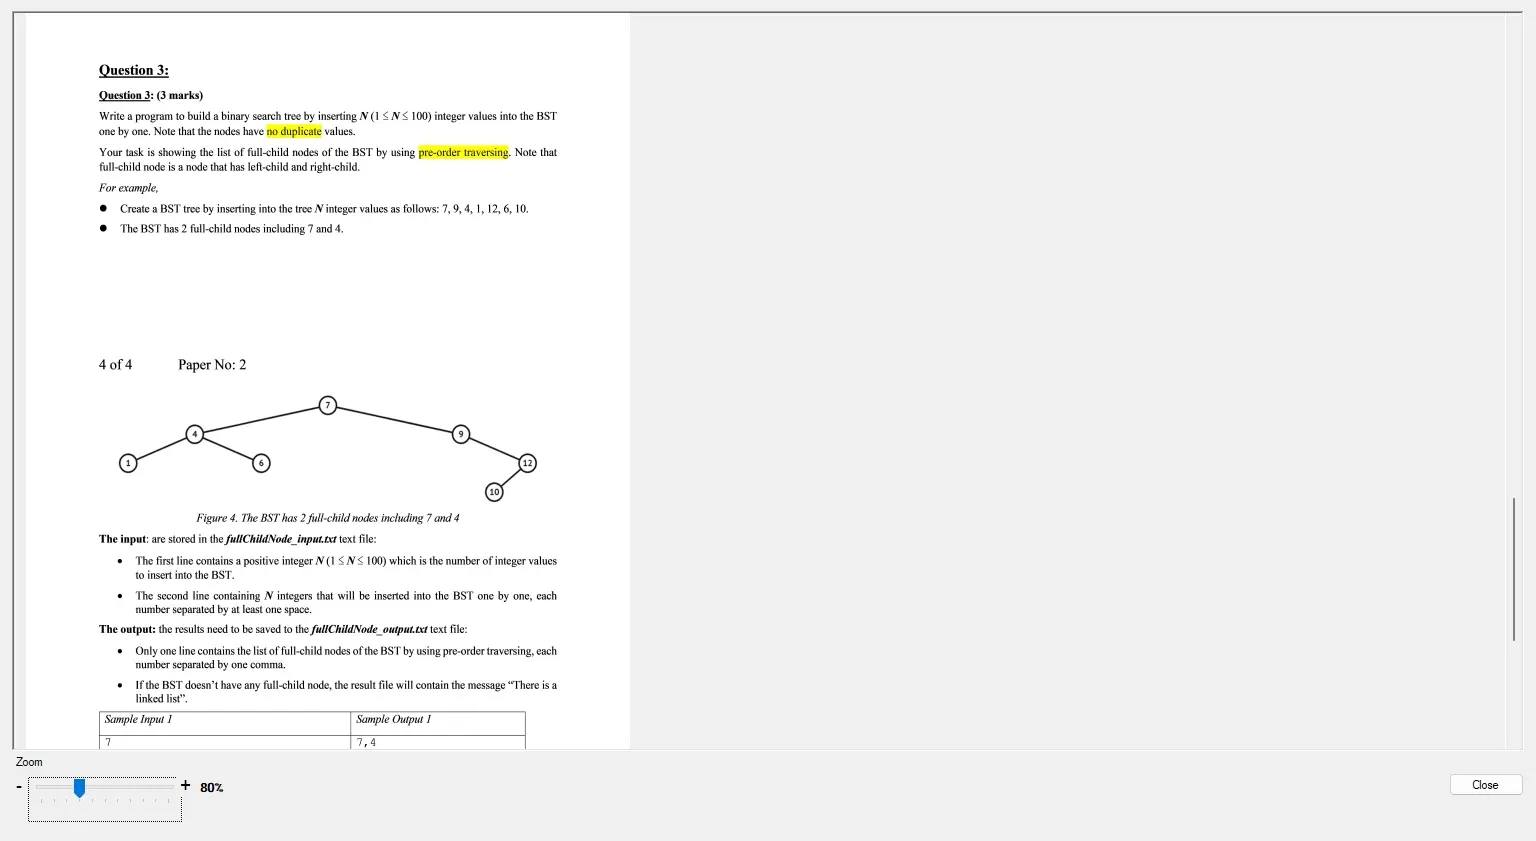 Question 3:
Question 3: (3 marks)
Write a program to build a binary search tree by inserting N (1 ≤ N ≤ 100) integer values into the BST
one by one. Note that the nodes have no duplicate values.
Your task is showing the list of full-child nodes of the BST by using pre-order traversing. Note that
full-child node is a node that has left-child and right-child.
For example,
● Create a BST tree by inserting into the tree N integer values as follows: 7, 9, 4, 1, 12, 6, 10.
● The BST has 2 full-child nodes including 7 and 4.
4 of 4 Paper No: 2
7
4 9
1 6 12
10
Figure 4. The BST has 2 full-child nodes including 7 and 4
The input: are stored in the fullChildNode_input.txt text file:
• The first line contains a positive integer N (1 ≤ N ≤ 100) which is the number of integer values
to insert into the BST.
• The second line containing N integers that will be inserted into the BST one by one, each
number separated by at least one space.
The output: the results need to be saved to the fullChildNode_output.txt text file:
• Only one line contains the list of full-child nodes of the BST by using pre-order traversing, each
number separated by one comma.
• If the BST doesn't have any full-child node, the result file will contain the message “There is a
linked list”.
Sample Input 1 Sample Output 1
7 7,4
Zoom
- + 80%
Close